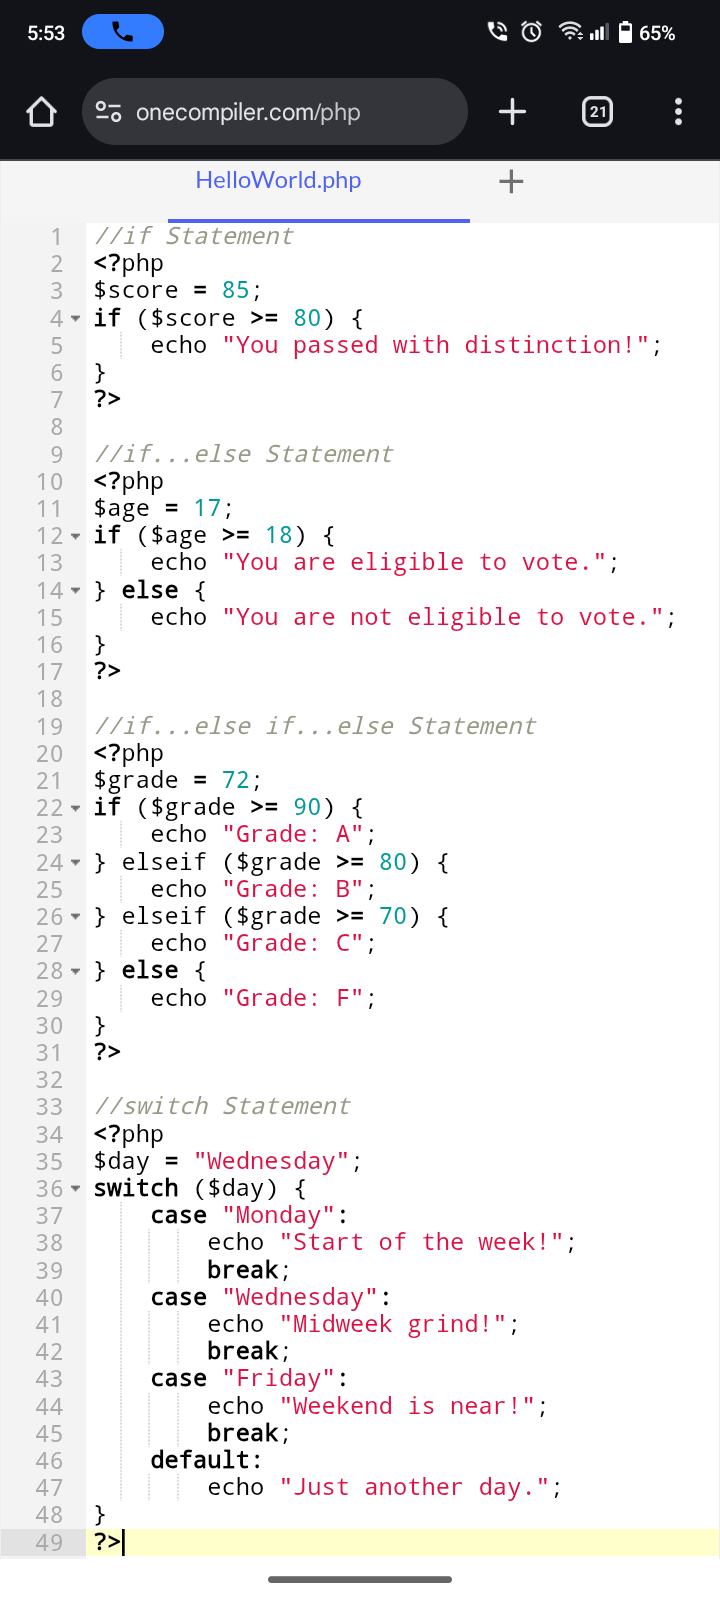 5:53
65%
onecompiler.com/php
21
HelloWorld.php
1 //if Statement
2 <?php
3 $score = 85;
4 if ($score >= 80) {
5     echo "You passed with distinction!";
6 }
7 ?>
8
9 //if...else Statement
10 <?php
11 $age = 17;
12 if ($age >= 18) {
13     echo "You are eligible to vote.";
14 } else {
15     echo "You are not eligible to vote.";
16 }
17 ?>
18
19 //if...else if...else Statement
20 <?php
21 $grade = 72;
22 if ($grade >= 90) {
23     echo "Grade: A";
24 } elseif ($grade >= 80) {
25     echo "Grade: B";
26 } elseif ($grade >= 70) {
27     echo "Grade: C";
28 } else {
29     echo "Grade: F";
30 }
31 ?>
32
33 //switch Statement
34 <?php
35 $day = "Wednesday";
36 switch ($day) {
37     case "Monday":
38         echo "Start of the week!";
39         break;
40     case "Wednesday":
41         echo "Midweek grind!";
42         break;
43     case "Friday":
44         echo "Weekend is near!";
45         break;
46     default:
47         echo "Just another day.";
48 }
49 ?>